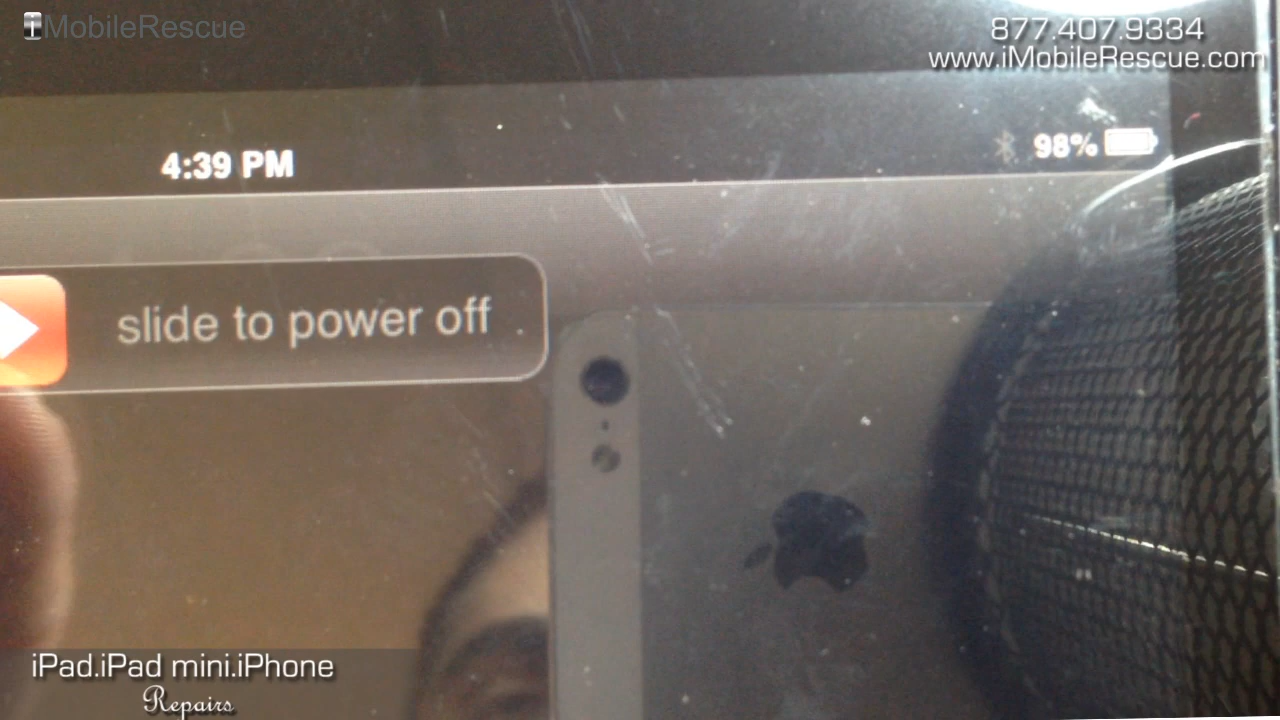 iMobileRescue
877.407.9334
www.iMobileRescue.com
4:39 PM
98%
slide to power off
iPad.iPad mini.iPhone
Repairs